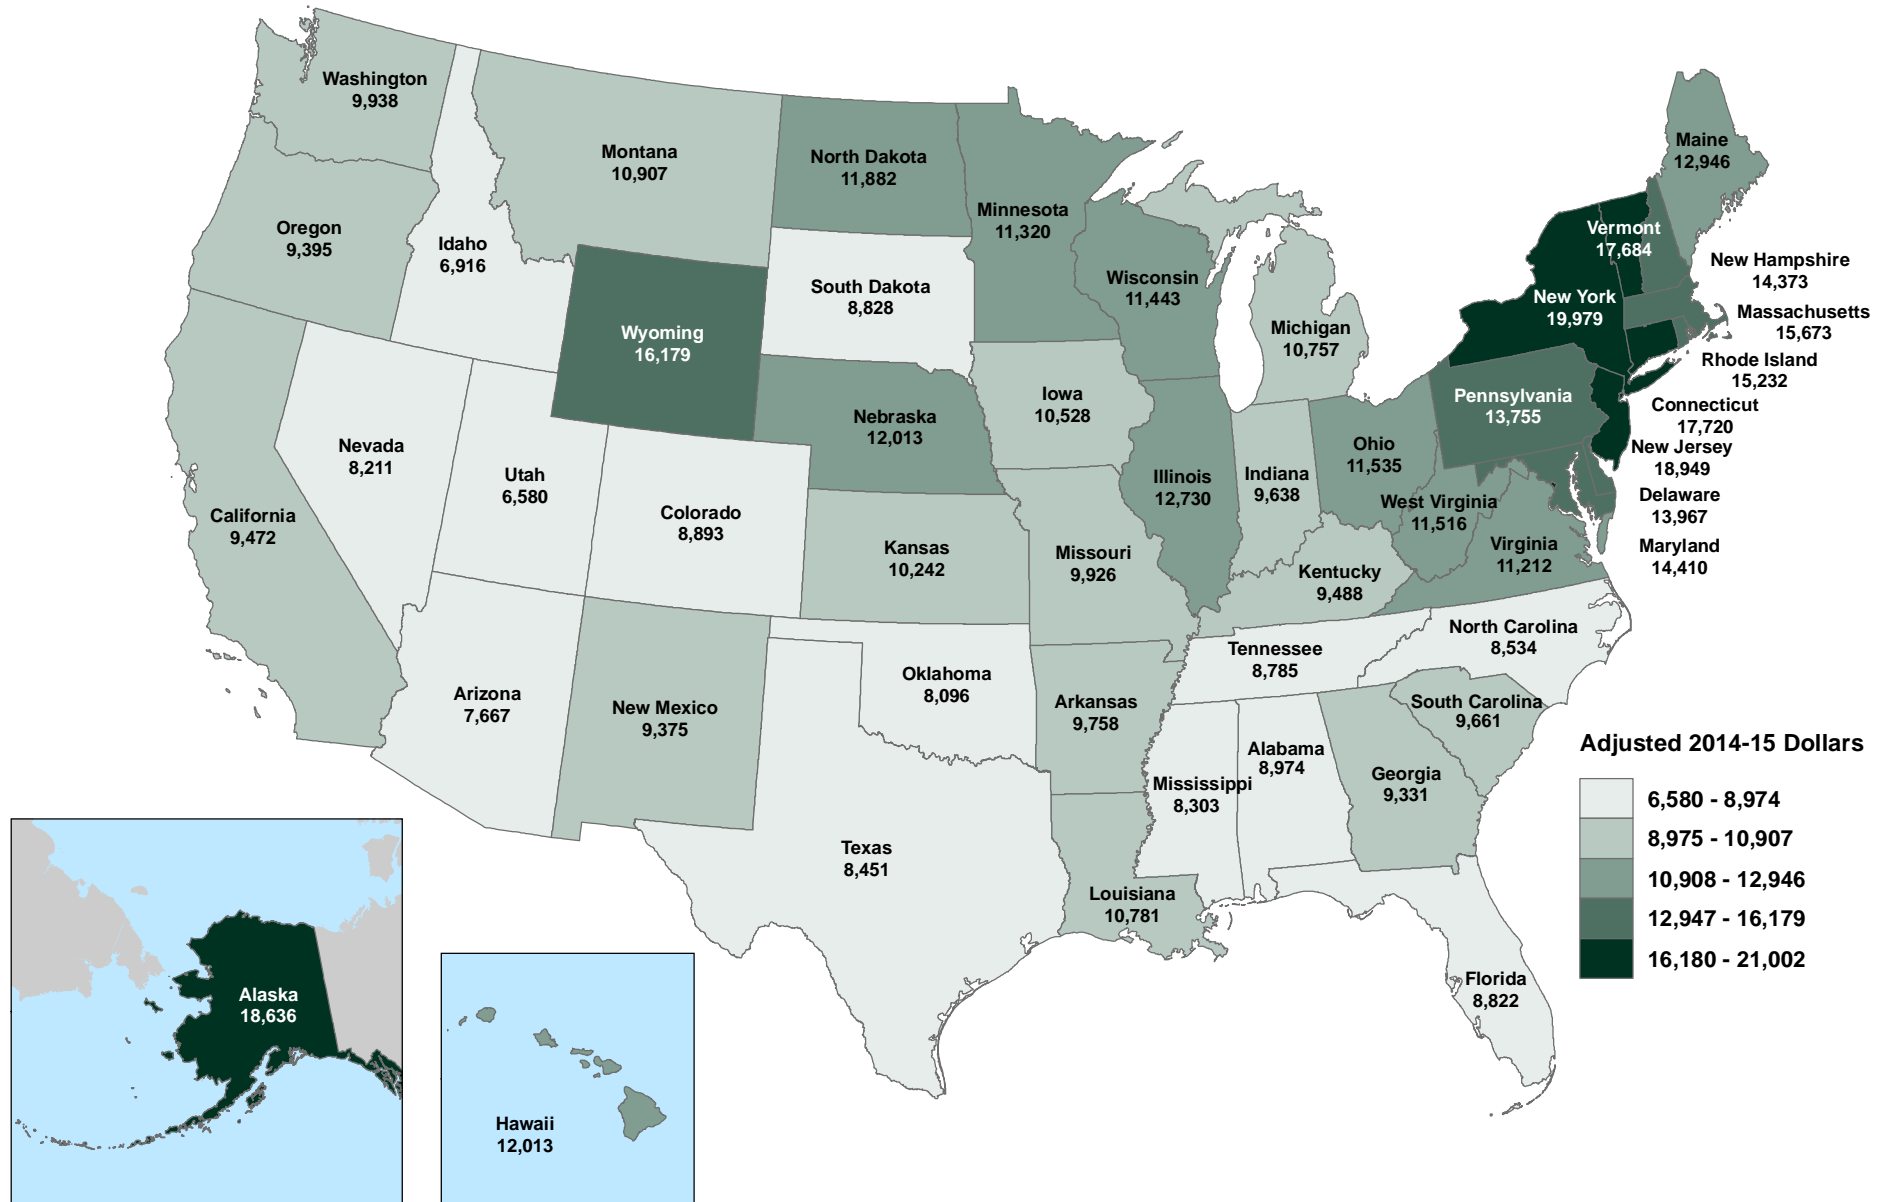 Washington
9,938
Oregon
9,395
California
9,472
Idaho
6,916
Nevada
8,211
Montana
10,907
Wyoming
16,179
Utah
6,580
Colorado
8,893
Arizona
7,667
New Mexico
9,375
North Dakota
11,882
South Dakota
8,828
Nebraska
12,013
Kansas
10,242
Oklahoma
8,096
Texas
8,451
Minnesota
11,320
Iowa
10,528
Missouri
9,926
Arkansas
9,758
Louisiana
10,781
Wisconsin
11,443
Illinois
12,730
Michigan
10,757
Indiana
9,638
Ohio
11,535
Kentucky
9,488
Tennessee
8,785
Mississippi
8,303
Alabama
8,974
Georgia
9,331
Florida
8,822
South Carolina
9,661
North Carolina
8,534
Virginia
11,212
West Virginia
11,516
Pennsylvania
13,755
New York
19,979
Vermont
17,684
Maine
12,946
New Hampshire
14,373
Massachusetts
15,673
Rhode Island
15,232
Connecticut
17,720
New Jersey
18,949
Delaware
13,967
Maryland
14,410
Alaska
18,636
Hawaii
12,013
Adjusted 2014-15 Dollars
6,580 - 8,974
8,975 - 10,907
10,908 - 12,946
12,947 - 16,179
16,180 - 21,002